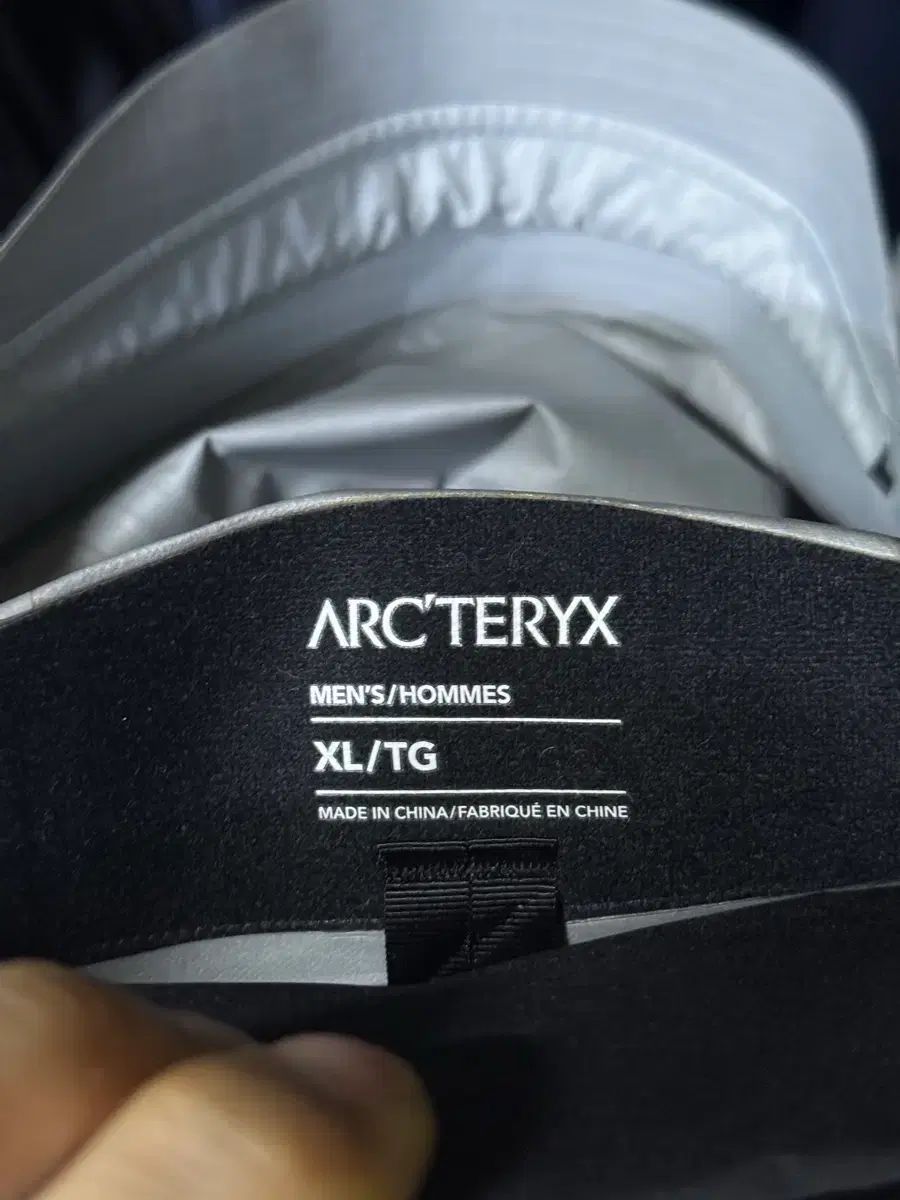 ARC'TERYX
MEN'S/HOMMES
XL/TG
MADE IN CHINA/FABRIQUÉ EN CHINE